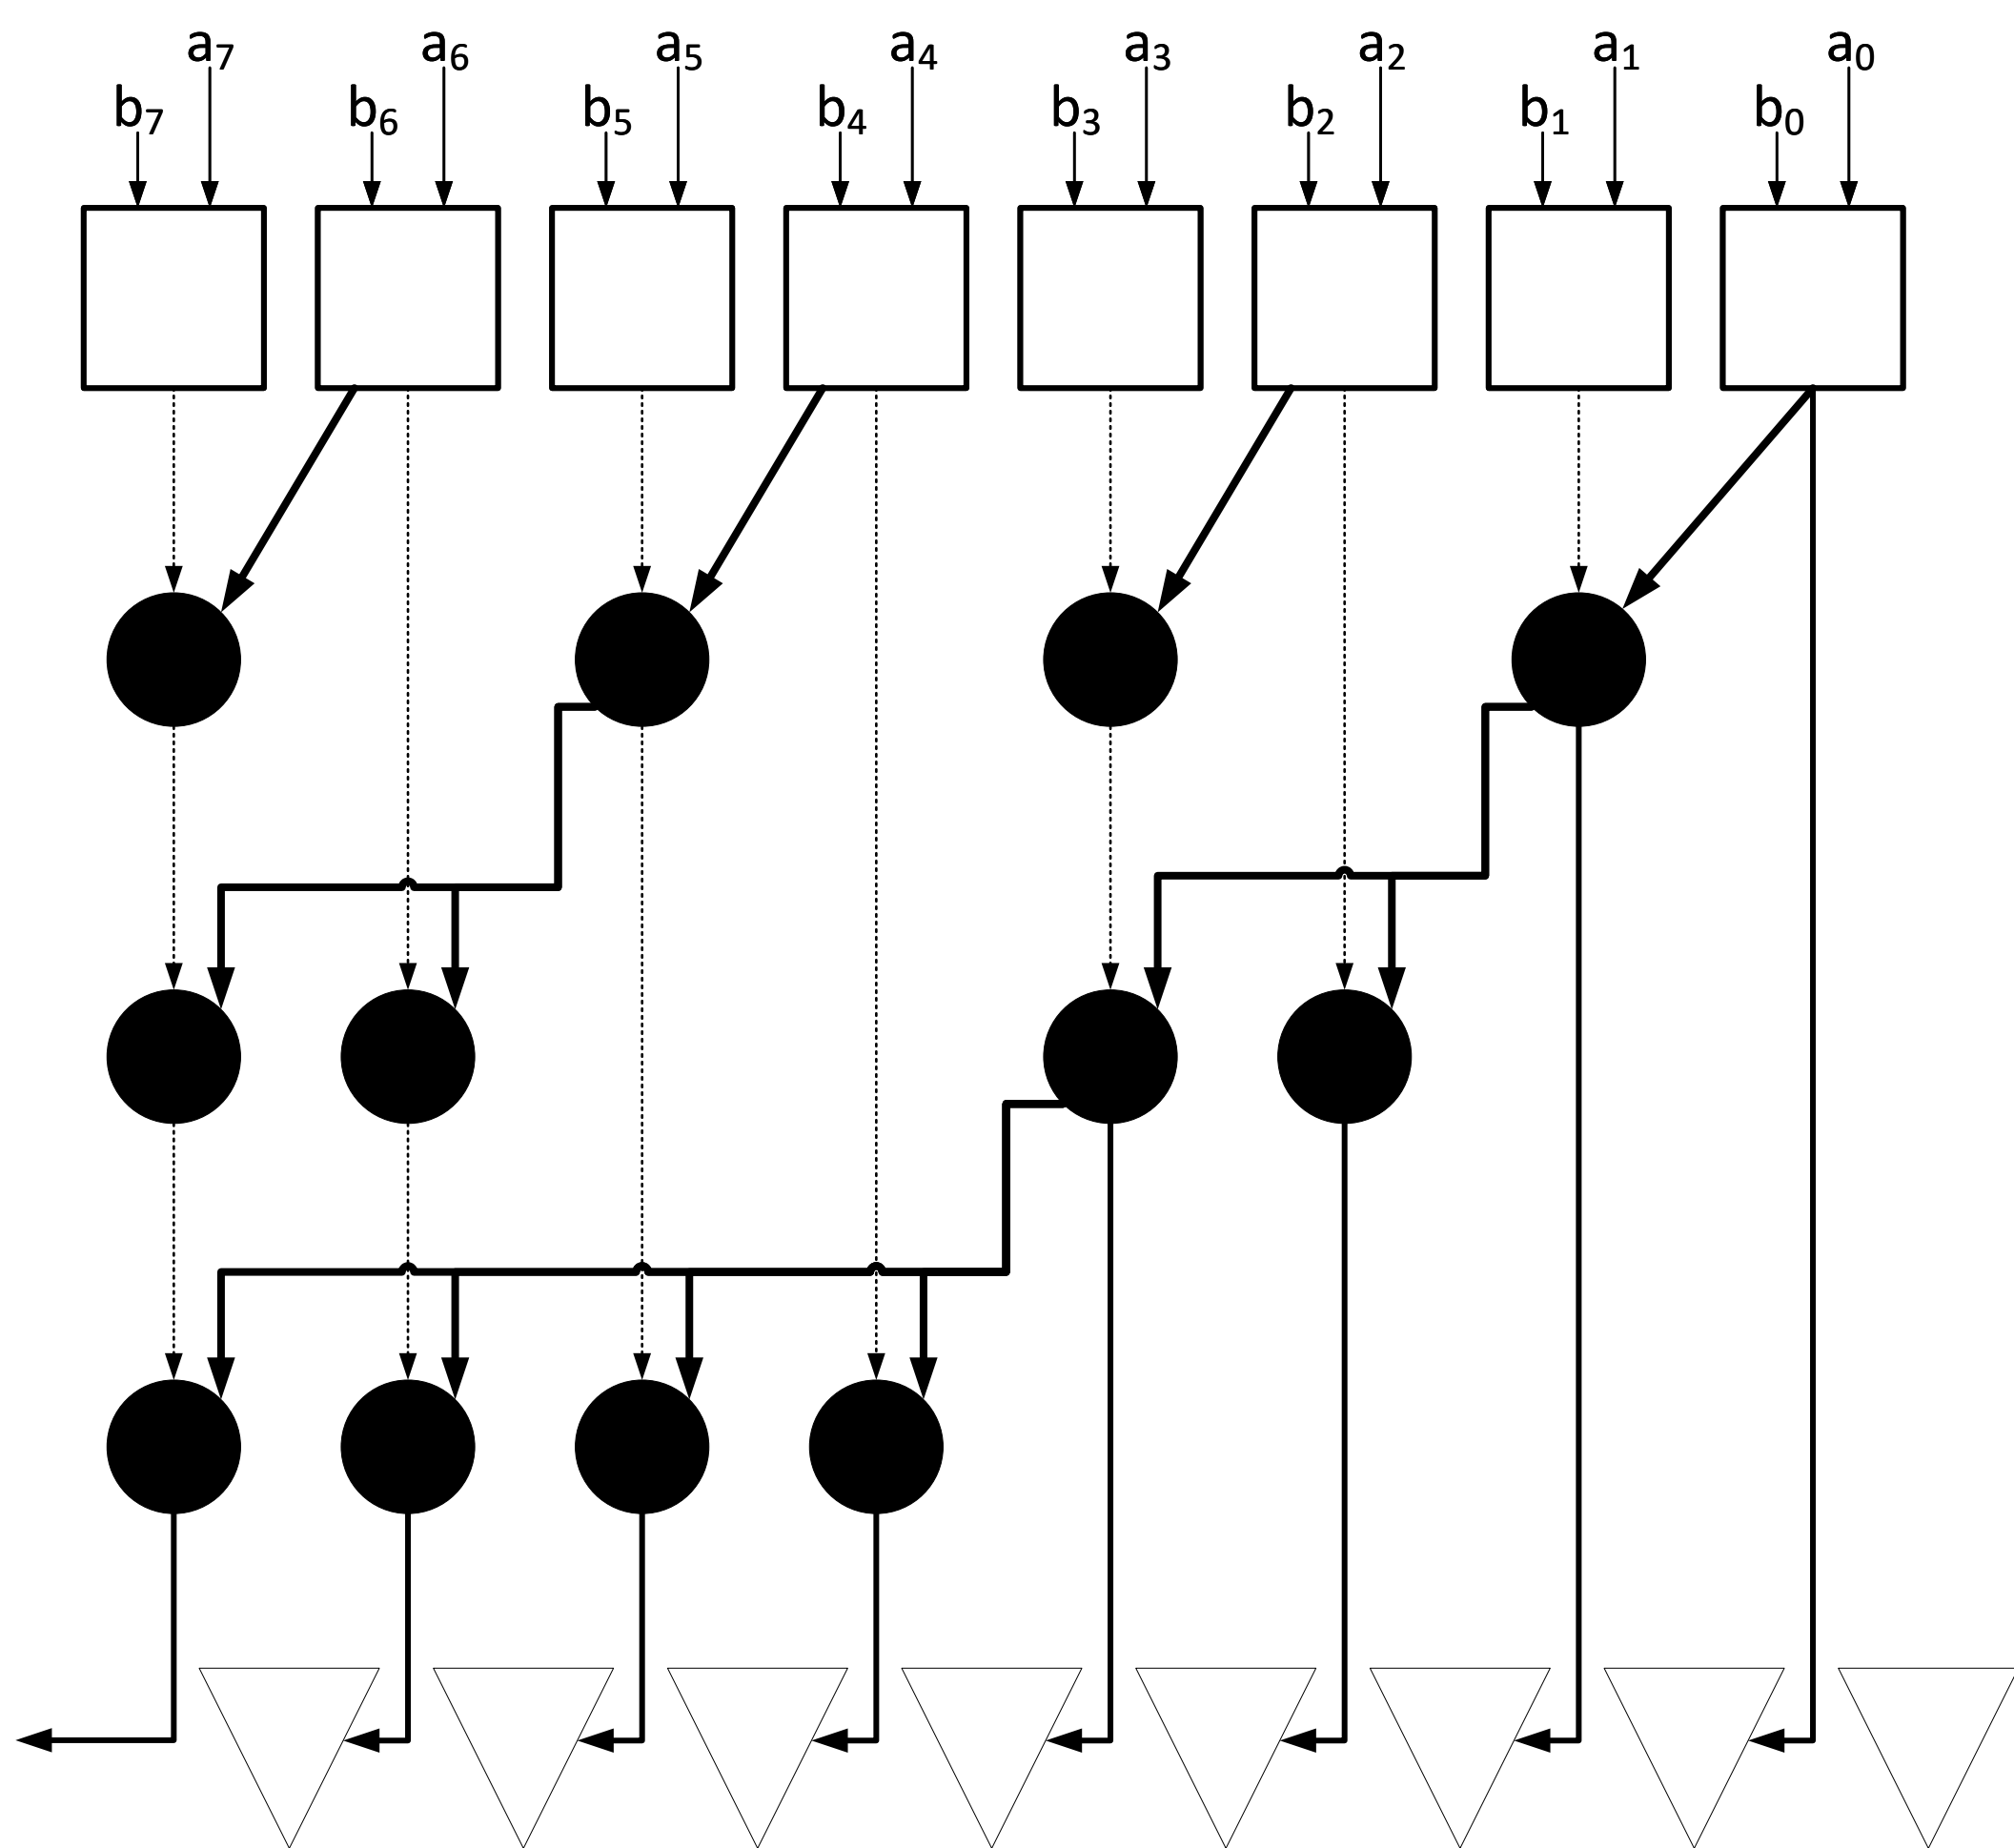 a₇ a₆ a₅ a₄ a₃ a₂ a₁ a₀
b₇ b₆ b₅ b₄ b₃ b₂ b₁ b₀